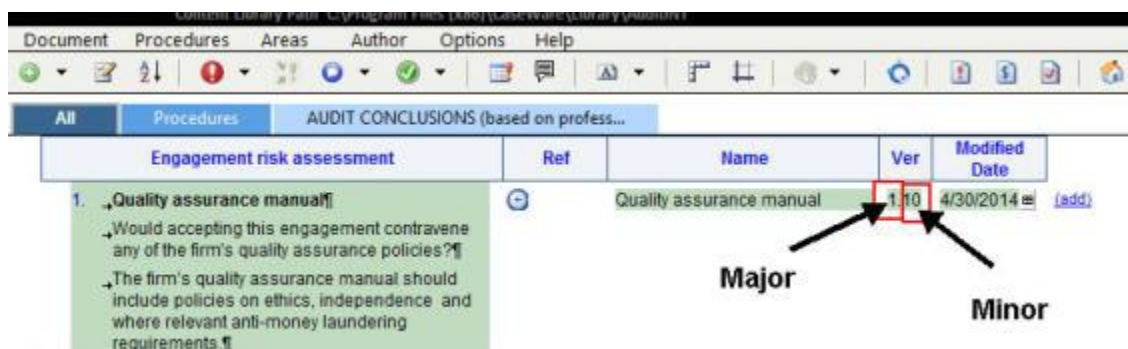 Content Library Path C:\Program Files (x86)\CaseWare\Library\AuditINT
Document Procedures Areas Author Options Help
All Procedures AUDIT CONCLUSIONS (based on profess...
Engagement risk assessment Ref Name Ver Modified Date
1. Quality assurance manual¶ Quality assurance manual 1.10 4/30/2014 (add)
Would accepting this engagement contravene
any of the firm's quality assurance policies?¶
The firm's quality assurance manual should
include policies on ethics, independence and
where relevant anti-money laundering
requirements.¶
Major
Minor